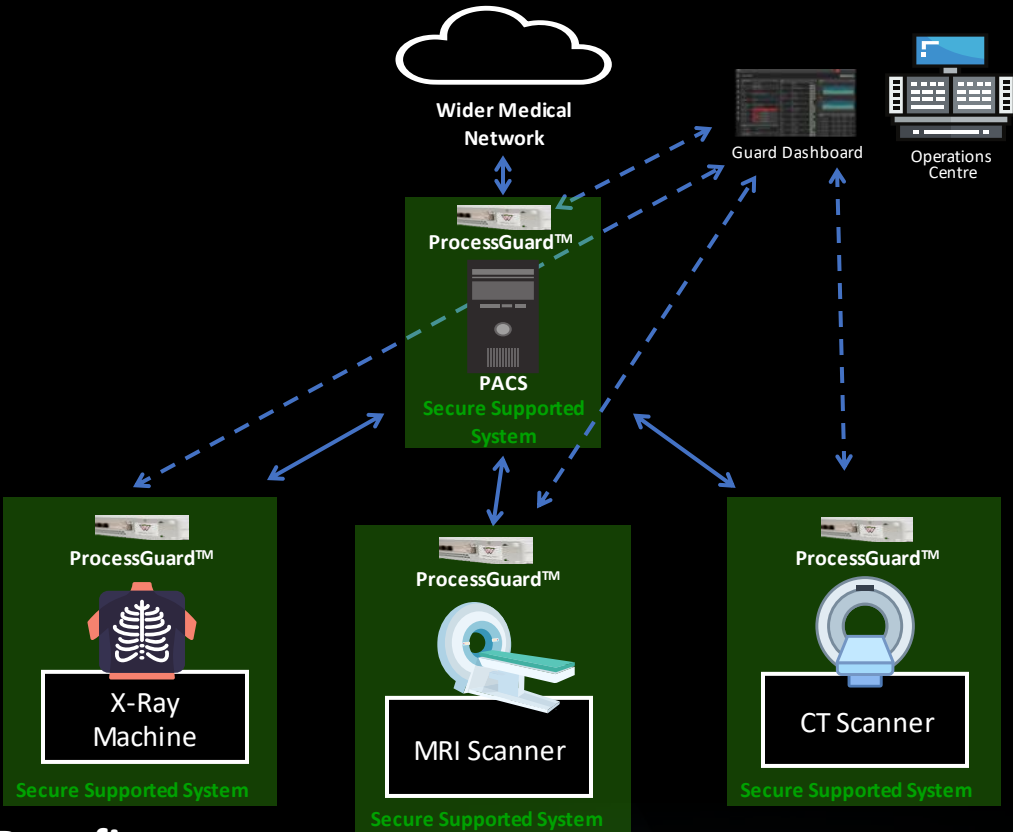 Wider Medical
Network
Guard Dashboard
Operations
Centre
ProcessGuard™
PACS
Secure Supported
System
ProcessGuard™
X-Ray
Machine
Secure Supported System
ProcessGuard™
MRI Scanner
Secure Supported System
ProcessGuard™
CT Scanner
Secure Supported System